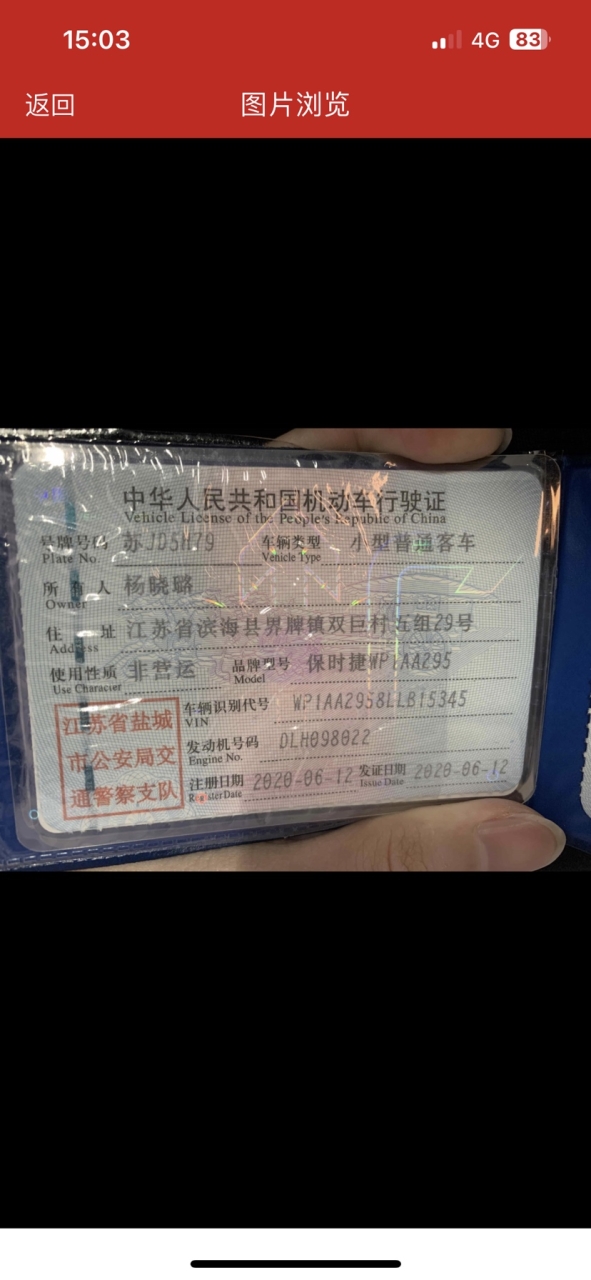 15:03
4G 83
返回 图片浏览
中华人民共和国机动车行驶证
Vehicle License of the People's Republic of China
号牌号码 苏JD5M79 车辆类型 小型普通客车
Plate No. Vehicle Type
所有人 杨晓璐
Owner
住址 江苏省滨海县界牌镇双巨村五组29号
Address
使用性质 非营运 品牌型号 保时捷WP1AA295
Use Character Model
江苏省盐城
市公安局交
通警察支队
车辆识别代号 WP1AA2958LLB15345
VIN
发动机号码 DLH098022
Engine No.
注册日期 2020-06-12 发证日期 2020-06-12
Register Date Issue Date